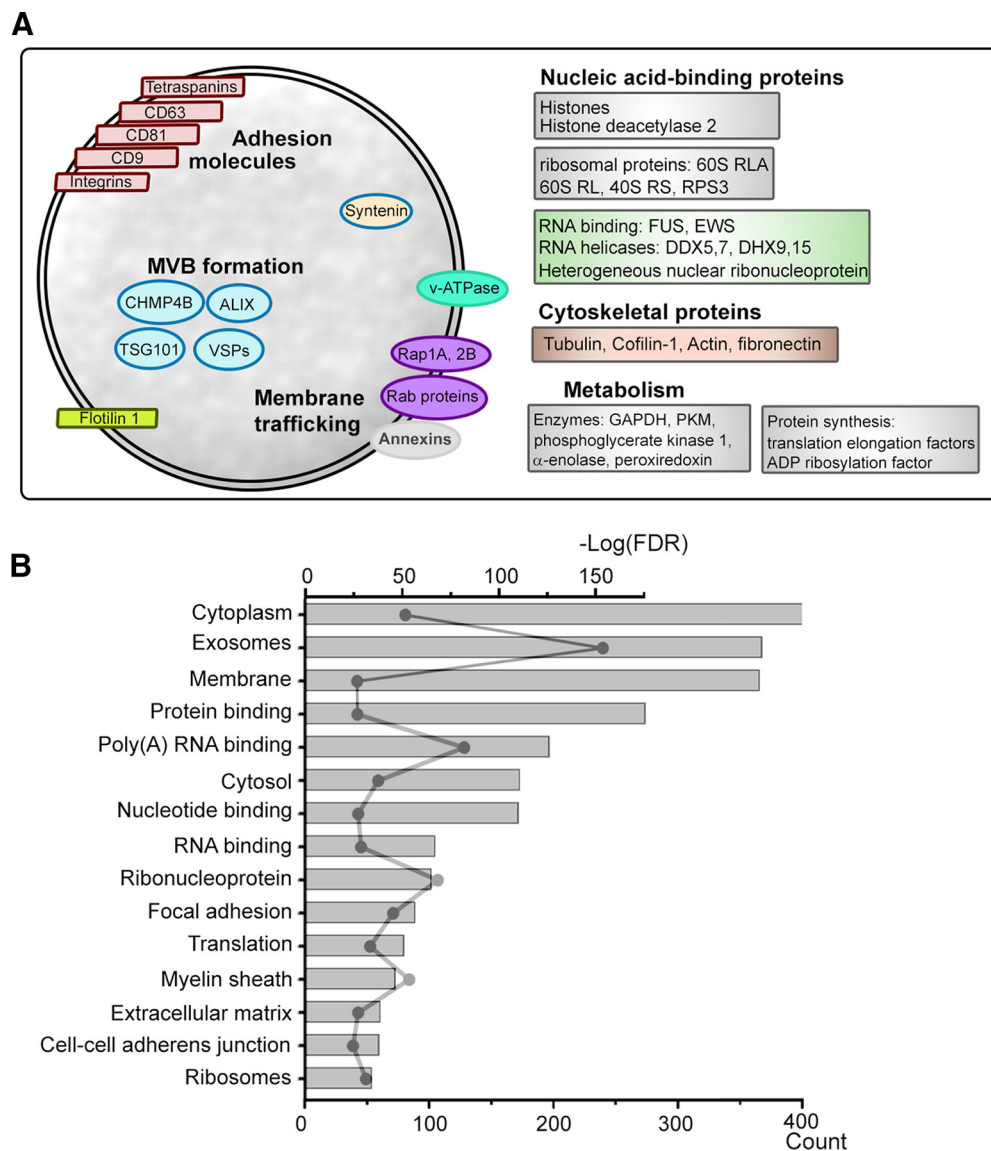 A
Tetraspanins
CD63
CD81
CD9
Integrins
Adhesion
molecules
Syntenin
MVB formation
CHMP4B
ALIX
TSG101
VSPs
v-ATPase
Rap1A, 2B
Rab proteins
Annexins
Membrane
trafficking
Flotilin 1
Nucleic acid-binding proteins
Histones
Histone deacetylase 2
ribosomal proteins: 60S RLA
60S RL, 40S RS, RPS3
RNA binding: FUS, EWS
RNA helicases: DDX5,7, DHX9,15
Heterogeneous nuclear ribonucleoprotein
Cytoskeletal proteins
Tubulin, Cofilin-1, Actin, fibronectin
Metabolism
Enzymes: GAPDH, PKM,
phosphoglycerate kinase 1,
α-enolase, peroxiredoxin
Protein synthesis:
translation elongation factors
ADP ribosylation factor
B
-Log(FDR)
0 50 100 150
Cytoplasm
Exosomes
Membrane
Protein binding
Poly(A) RNA binding
Cytosol
Nucleotide binding
RNA binding
Ribonucleoprotein
Focal adhesion
Translation
Myelin sheath
Extracellular matrix
Cell-cell adherens junction
Ribosomes
0 100 200 300 400
Count